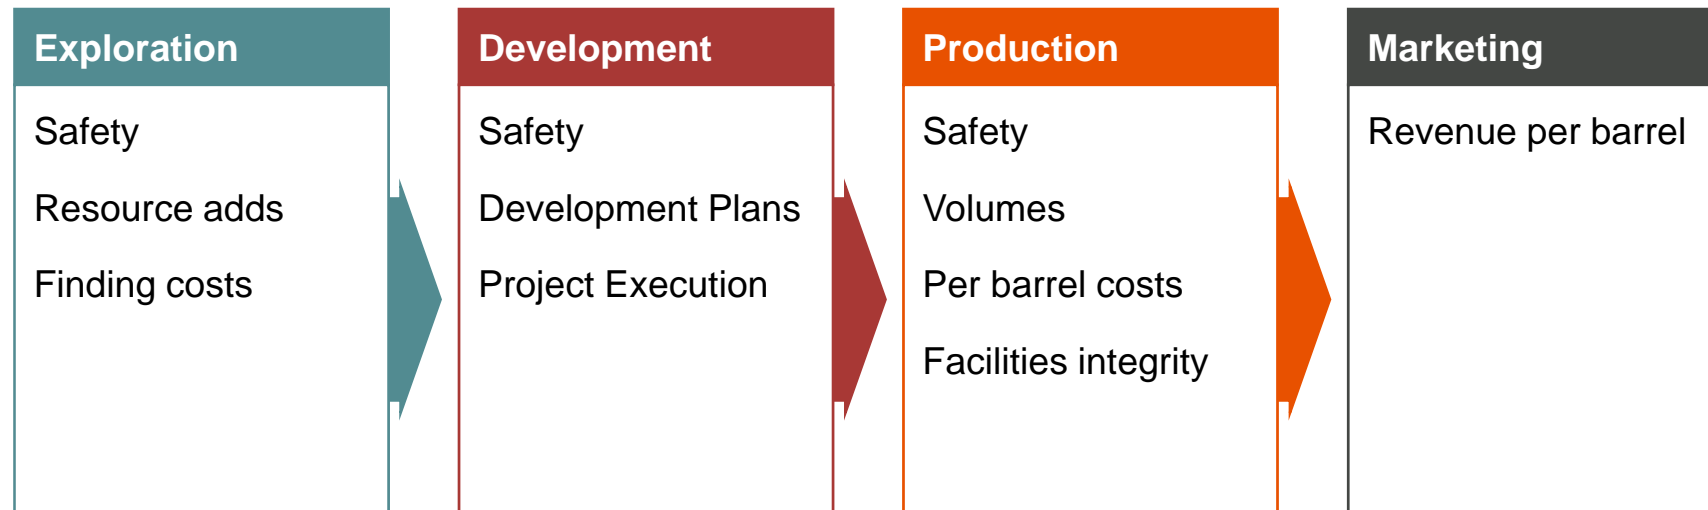 Exploration
Safety
Resource adds
Finding costs
Development
Safety
Development Plans
Project Execution
Production
Safety
Volumes
Per barrel costs
Facilities integrity
Marketing
Revenue per barrel